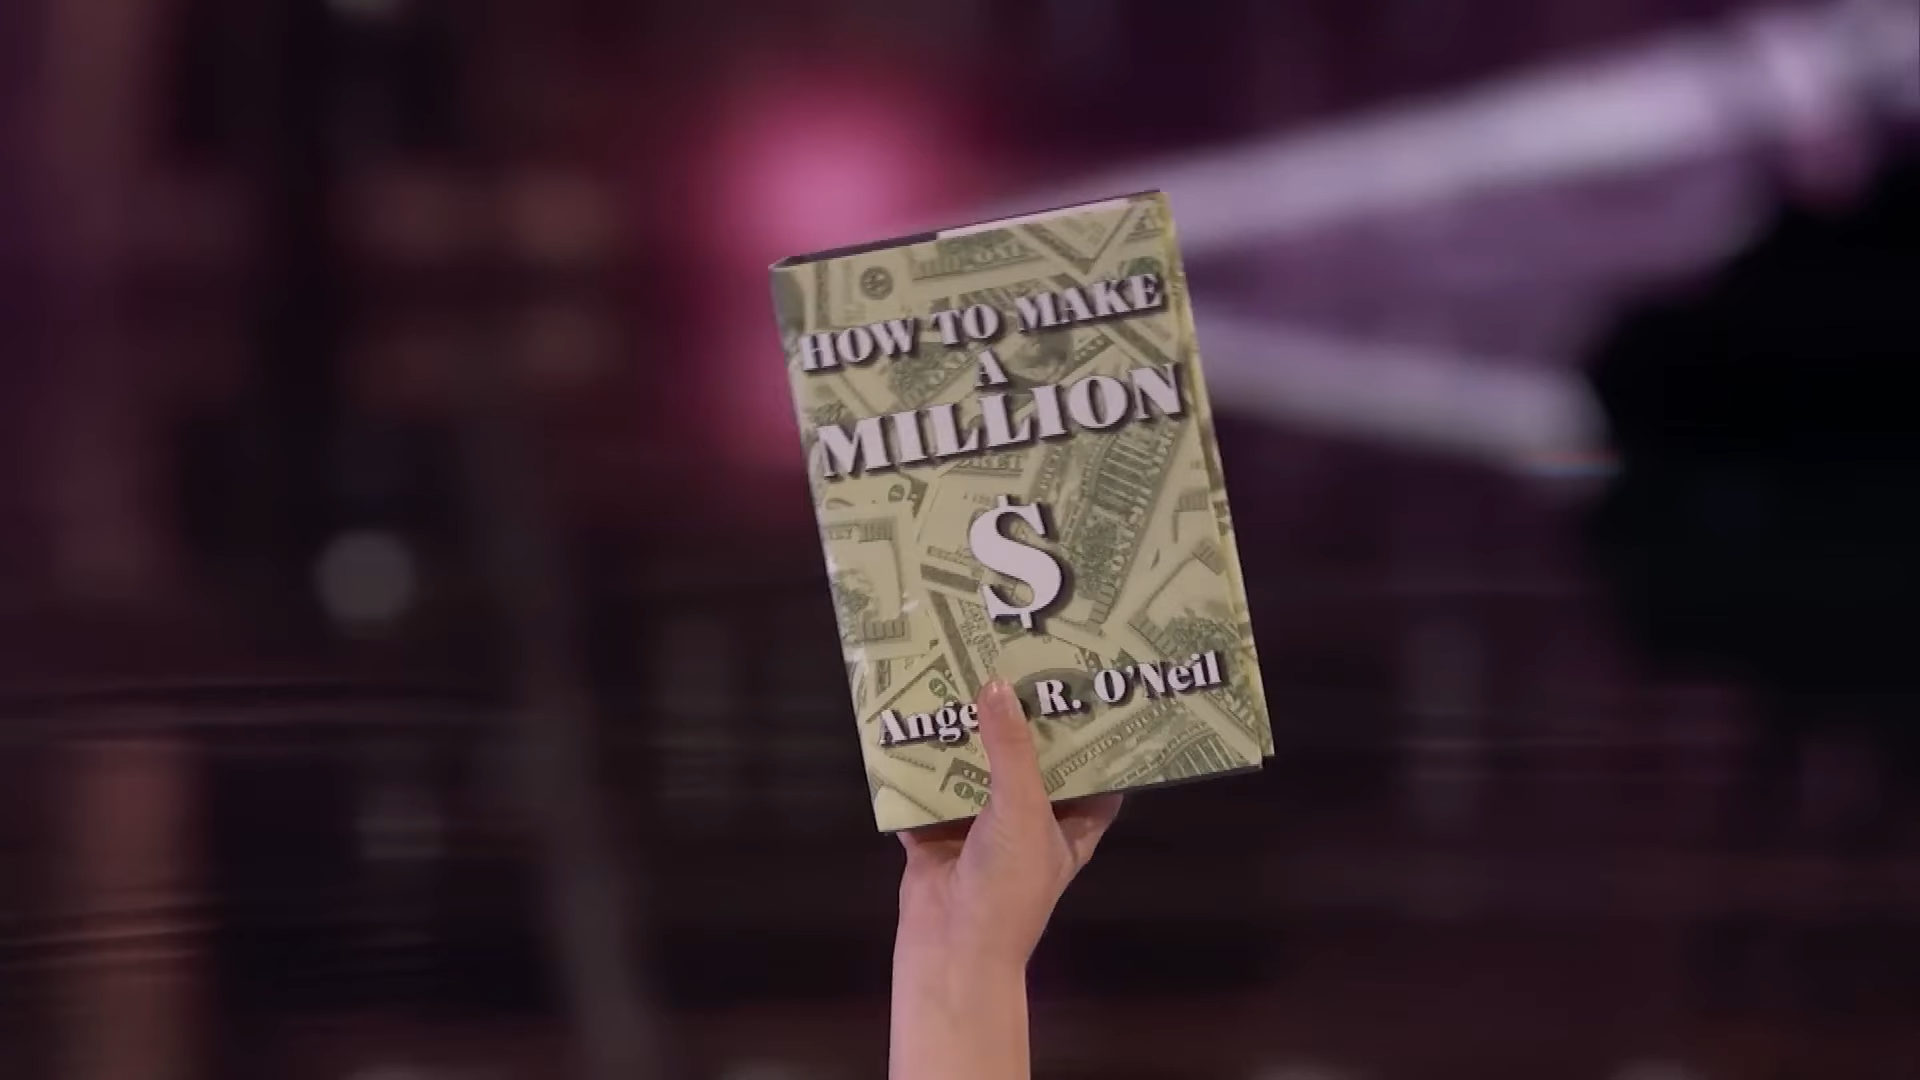 HOW TO MAKE
A
MILLION
$
R. O'Neil